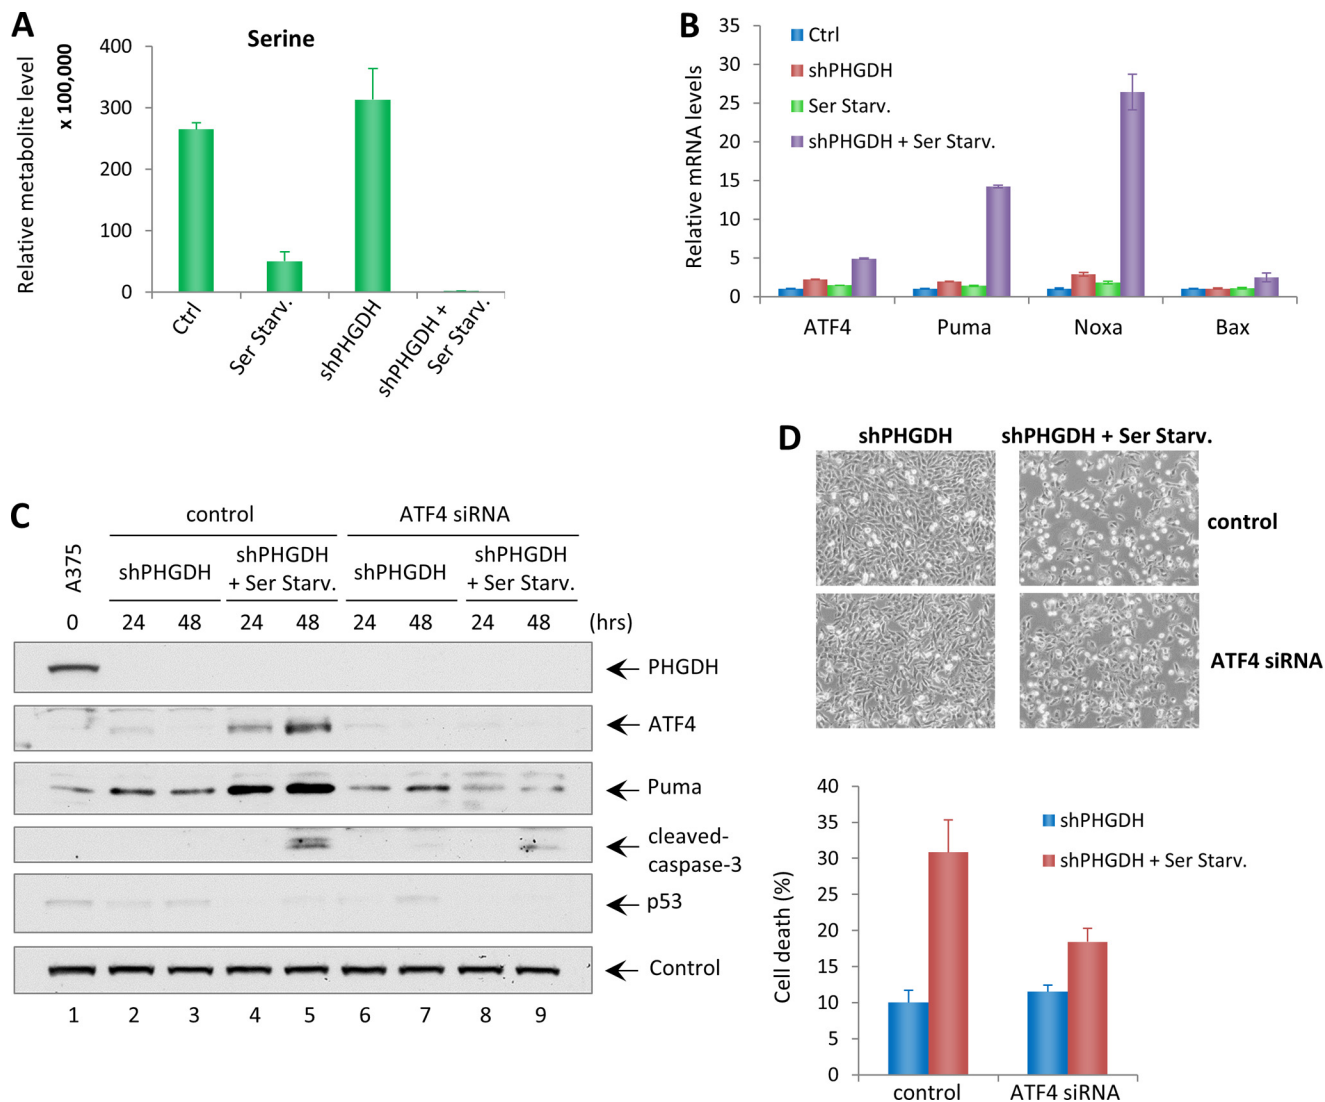 A
Serine
Relative metabolite level
x 100,000
400
300
200
100
0
Ctrl
Ser Starv.
shPHGDH
shPHGDH +
Ser Starv.
B
Relative mRNA levels
35
30
25
20
15
10
5
0
Ctrl
shPHGDH
Ser Starv.
shPHGDH + Ser Starv.
ATF4 Puma Noxa Bax
C
control ATF4 siRNA
A375
shPHGDH shPHGDH + Ser Starv. shPHGDH shPHGDH + Ser Starv.
0 24 48 24 48 24 48 24 48 (hrs)
PHGDH
ATF4
Puma
cleaved-
caspase-3
p53
Control
1 2 3 4 5 6 7 8 9
D
shPHGDH shPHGDH + Ser Starv.
control
ATF4 siRNA
Cell death (%)
40
35
30
25
20
15
10
5
0
shPHGDH
shPHGDH + Ser Starv.
control ATF4 siRNA